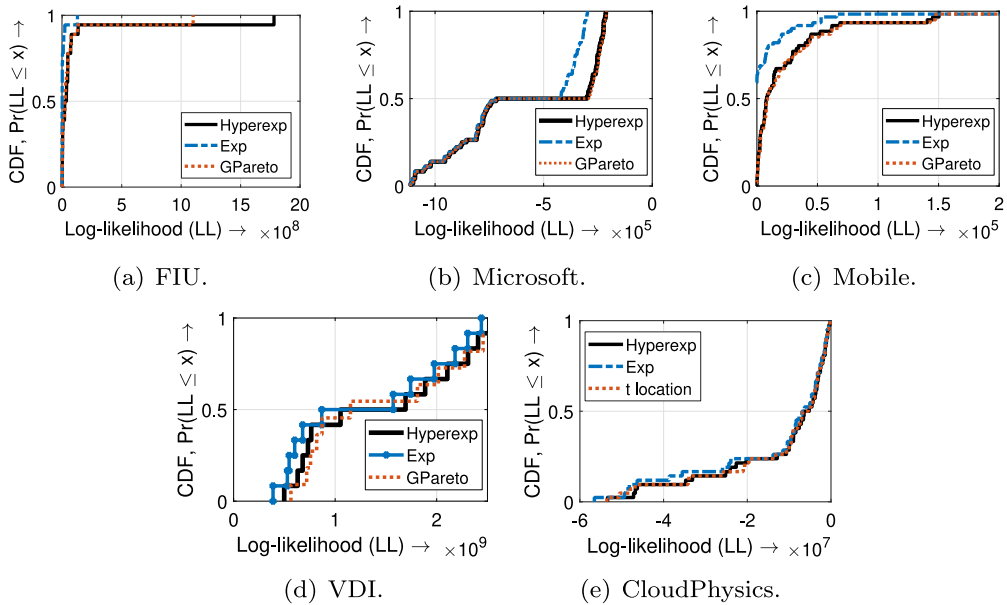 CDF, Pr(LL ≤ x) →
1
0.5
0
Hyperexp
Exp
GPareto
0 5 10 15 20
Log-likelihood (LL) → ×10^8
(a) FIU.
CDF, Pr(LL ≤ x) →
1
0.5
0
Hyperexp
Exp
GPareto
-10 -5 0
Log-likelihood (LL) → ×10^5
(b) Microsoft.
CDF, Pr(LL ≤ x) →
1
0.5
0
Hyperexp
Exp
GPareto
0 0.5 1 1.5 2
Log-likelihood (LL) → ×10^5
(c) Mobile.
CDF, Pr(LL ≤ x) →
1
0.5
0
Hyperexp
Exp
GPareto
0 1 2
Log-likelihood (LL) → ×10^9
(d) VDI.
CDF, Pr(LL ≤ x) →
1
0.5
0
Hyperexp
Exp
t location
-6 -4 -2 0
Log-likelihood (LL) → ×10^7
(e) CloudPhysics.